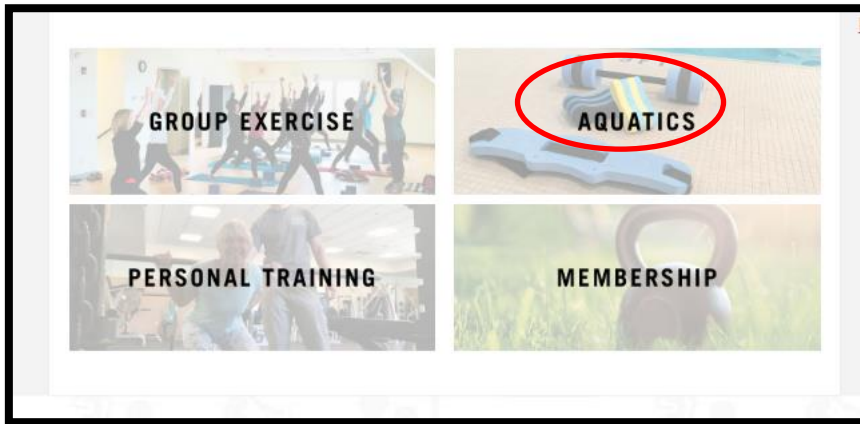 GROUP EXERCISE
AQUATICS
PERSONAL TRAINING
MEMBERSHIP